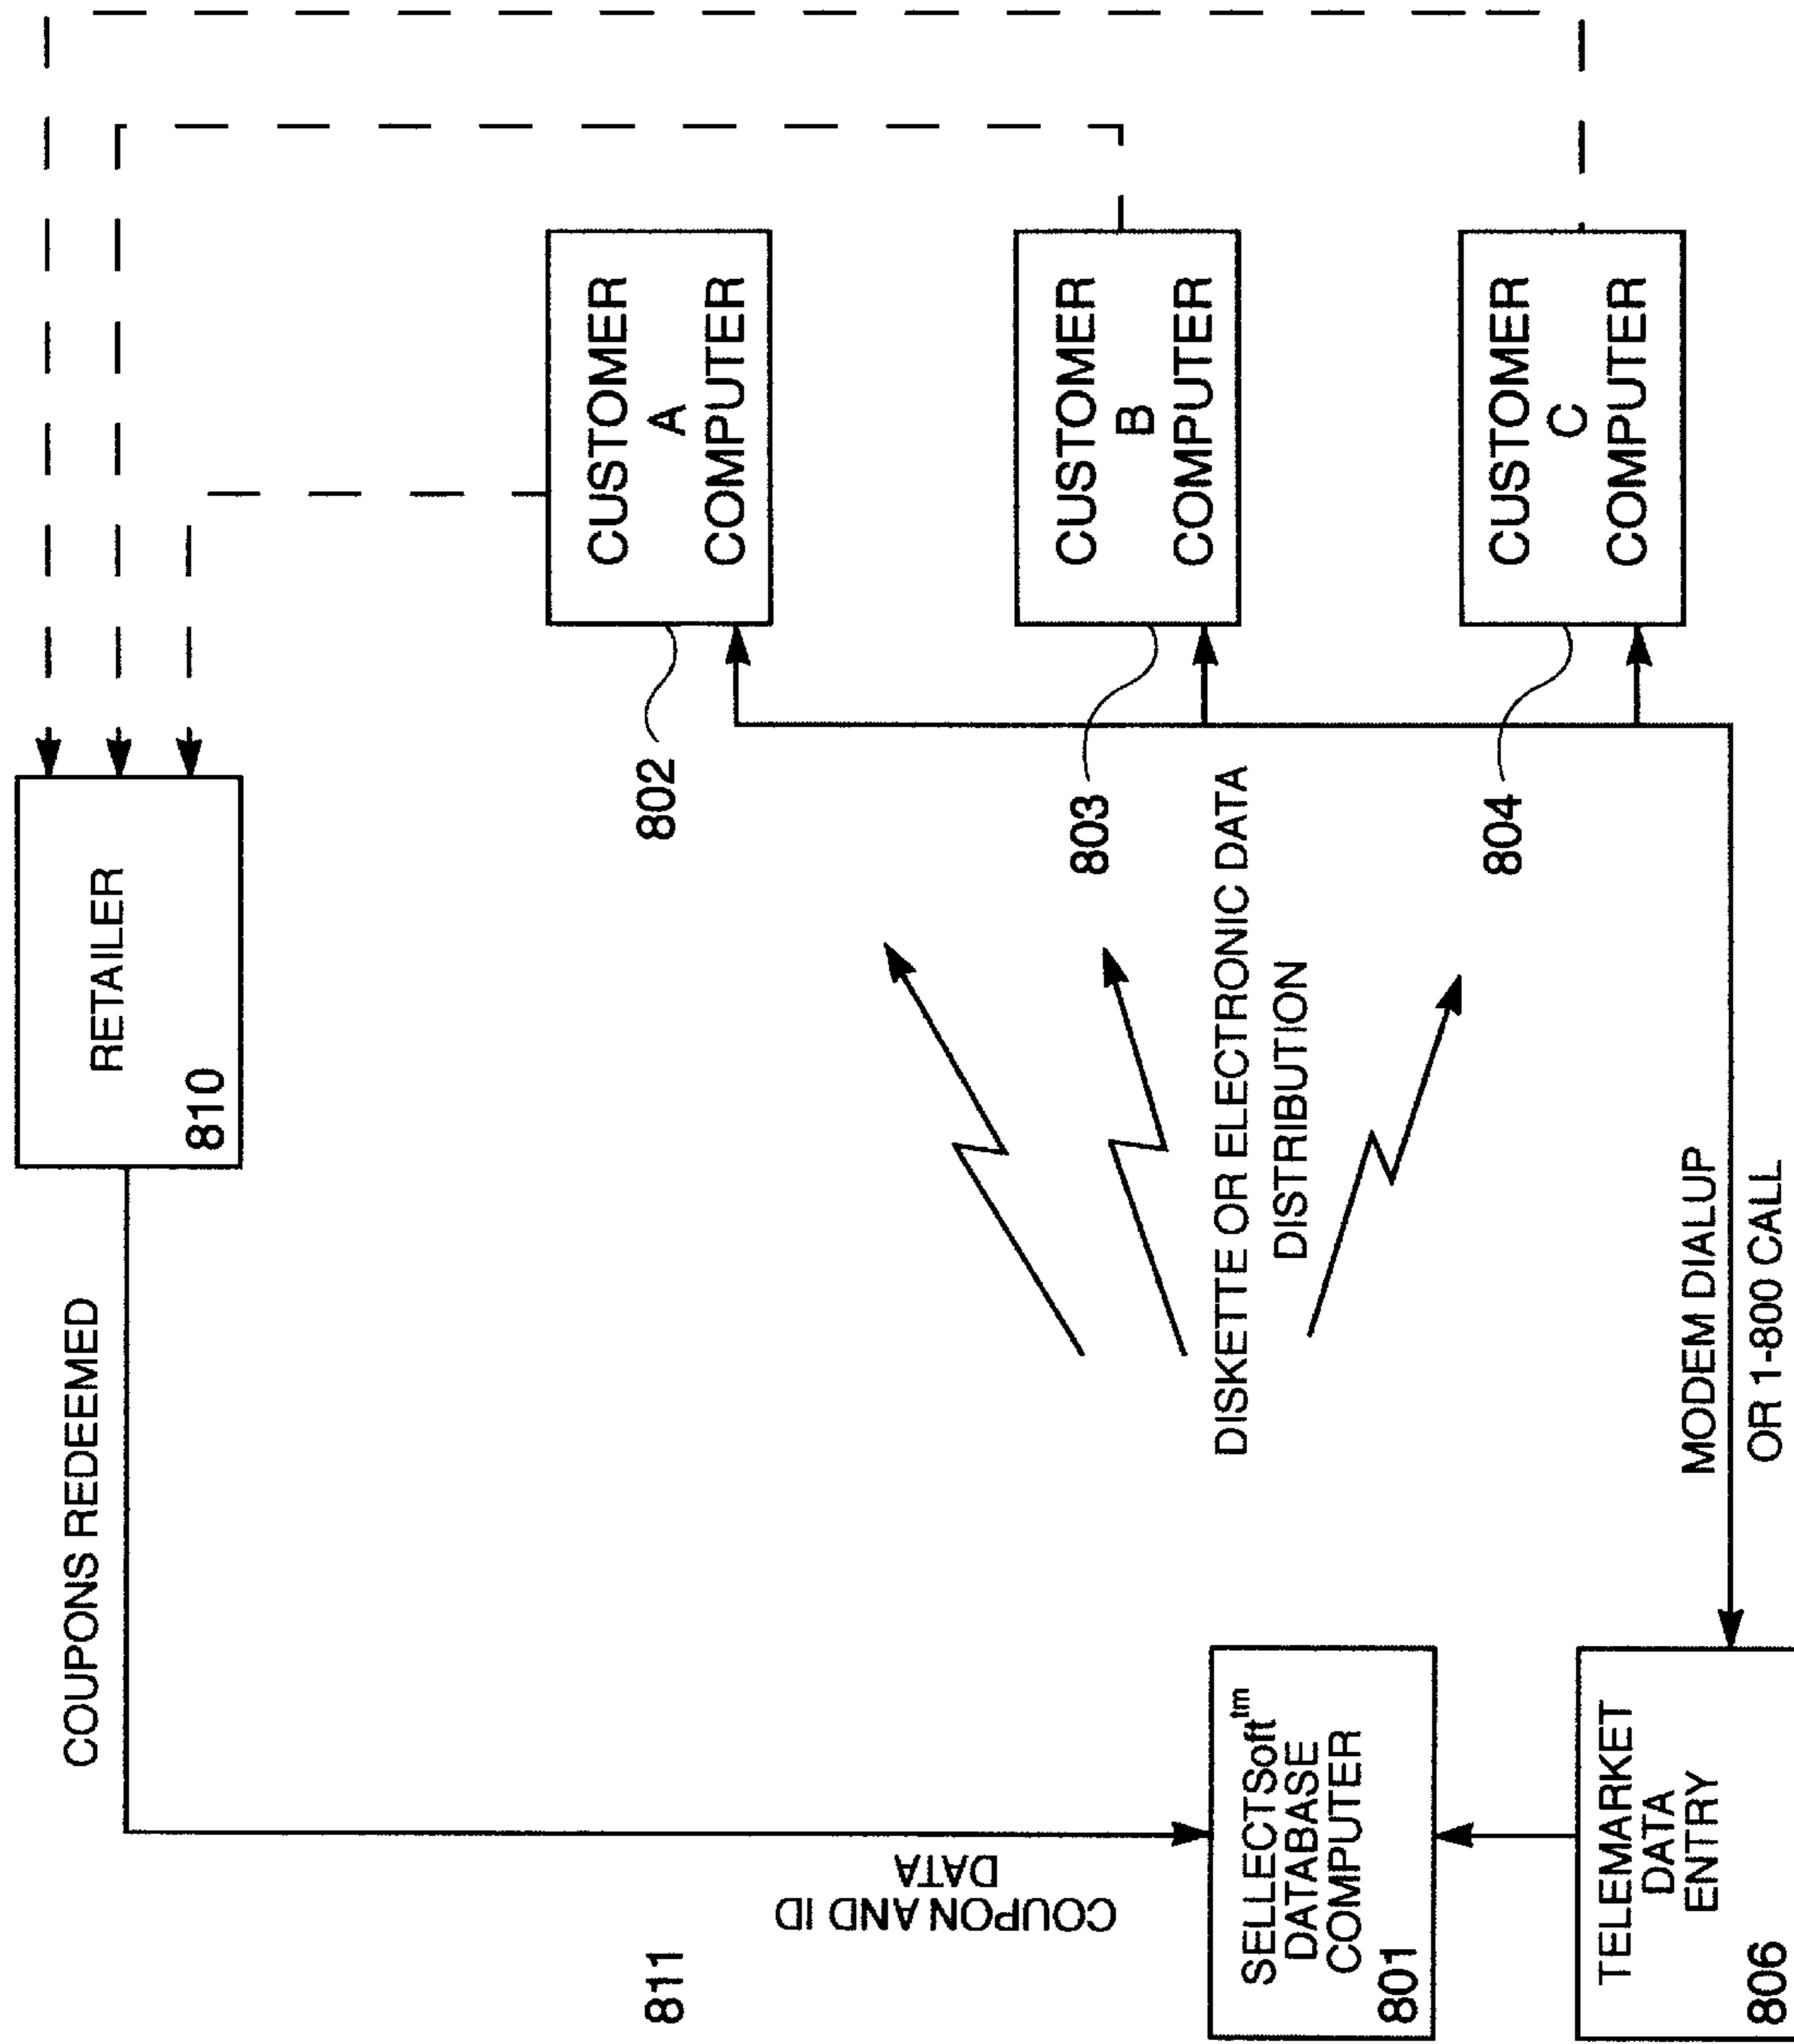 COUPONS REDEEMED
RETAILER
810
811
COUPON AND ID
DATA
802
CUSTOMER
A
COMPUTER
DISKETTE OR ELECTRONIC DATA
DISTRIBUTION
803
CUSTOMER
B
COMPUTER
SELLECTSoft™
DATABASE
COMPUTER
801
804
CUSTOMER
C
COMPUTER
TELEMARKET
DATA
ENTRY
806
MODEM DIALUP
OR 1-800 CALL